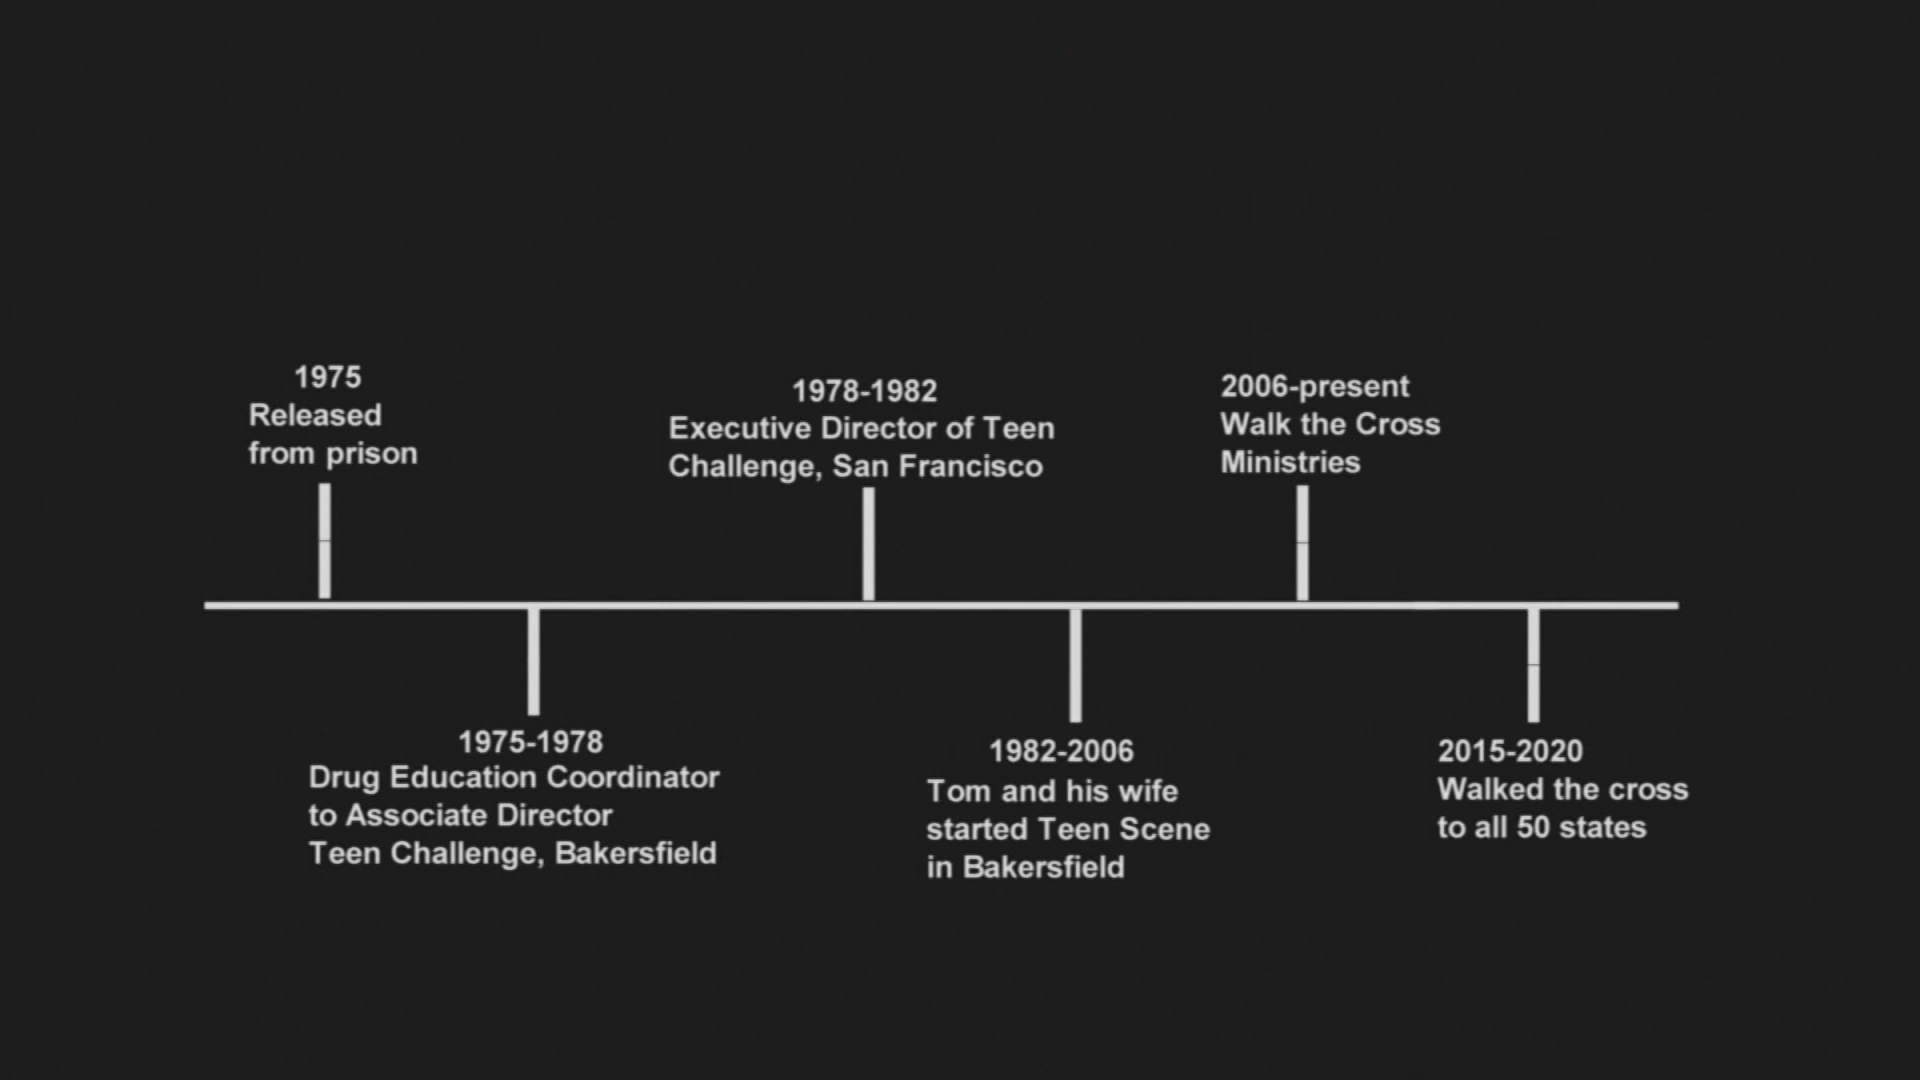 1975
Released
from prison
1975-1978
Drug Education Coordinator
to Associate Director
Teen Challenge, Bakersfield
1978-1982
Executive Director of Teen
Challenge, San Francisco
1982-2006
Tom and his wife
started Teen Scene
in Bakersfield
2006-present
Walk the Cross
Ministries
2015-2020
Walked the cross
to all 50 states